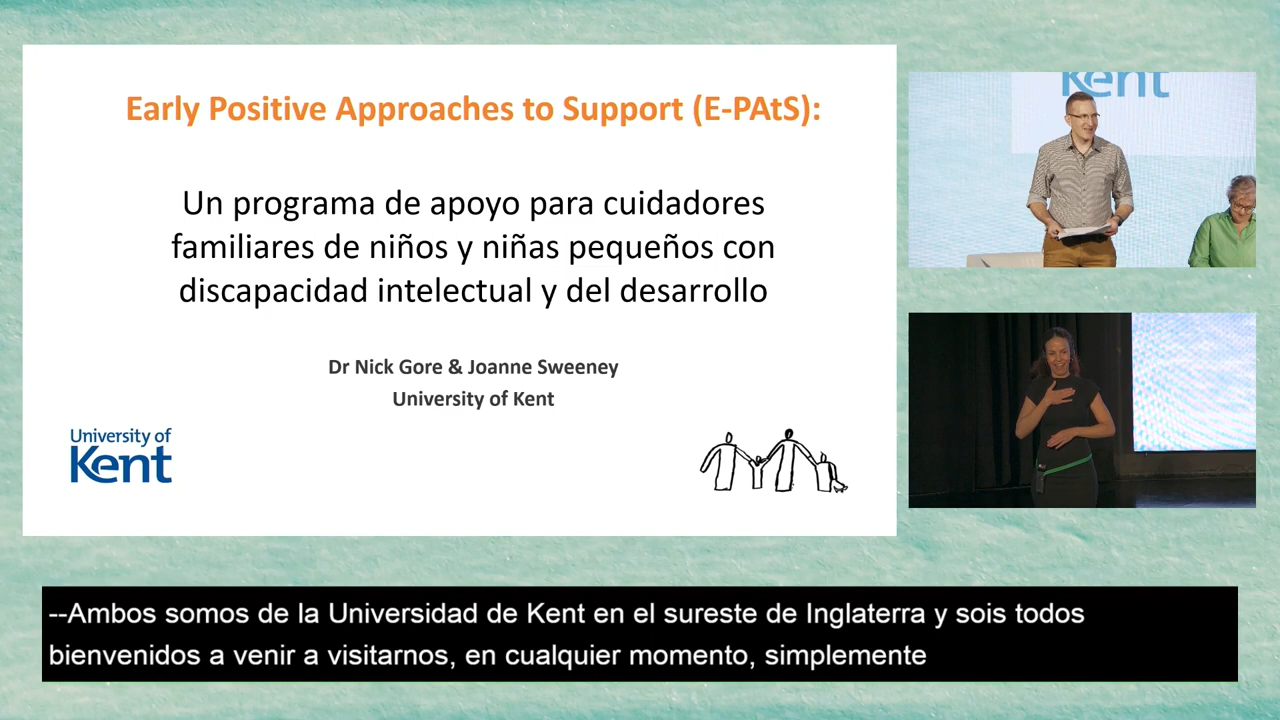 Early Positive Approaches to Support (E-PAtS):
Un programa de apoyo para cuidadores
familiares de niños y niñas pequeños con
discapacidad intelectual y del desarrollo
Dr Nick Gore & Joanne Sweeney
University of Kent
University of
Kent
Kent
--Ambos somos de la Universidad de Kent en el sureste de Inglaterra y sois todos
bienvenidos a venir a visitarnos, en cualquier momento, simplemente